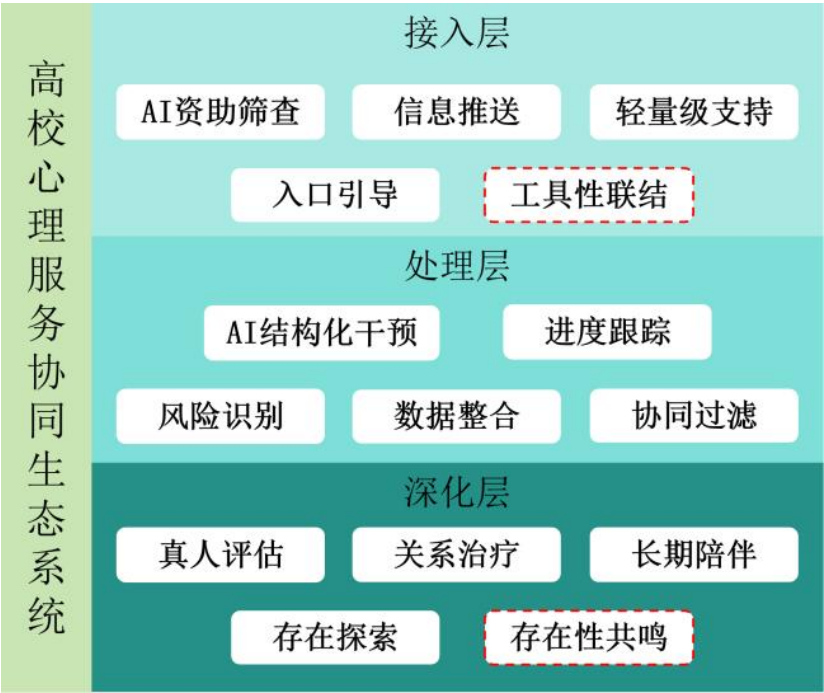 高校心理服务协同生态系统
接入层
AI资助筛查 信息推送 轻量级支持
入口引导 工具性联结
处理层
AI结构化干预 进度跟踪
风险识别 数据整合 协同过滤
深化层
真人评估 关系治疗 长期陪伴
存在探索 存在性共鸣